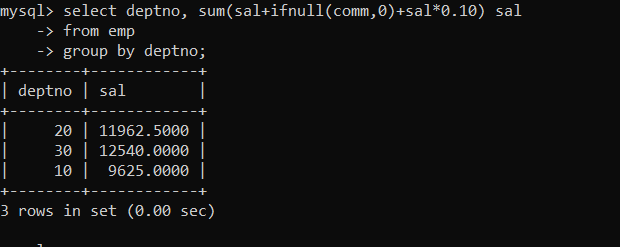 mysql> select deptno, sum(sal+ifnull(comm,0)+sal*0.10) sal
    -> from emp
    -> group by deptno;
+--------+------------+
| deptno | sal        |
+--------+------------+
|     20 | 11962.5000 |
|     30 | 12540.0000 |
|     10 |  9625.0000 |
+--------+------------+
3 rows in set (0.00 sec)